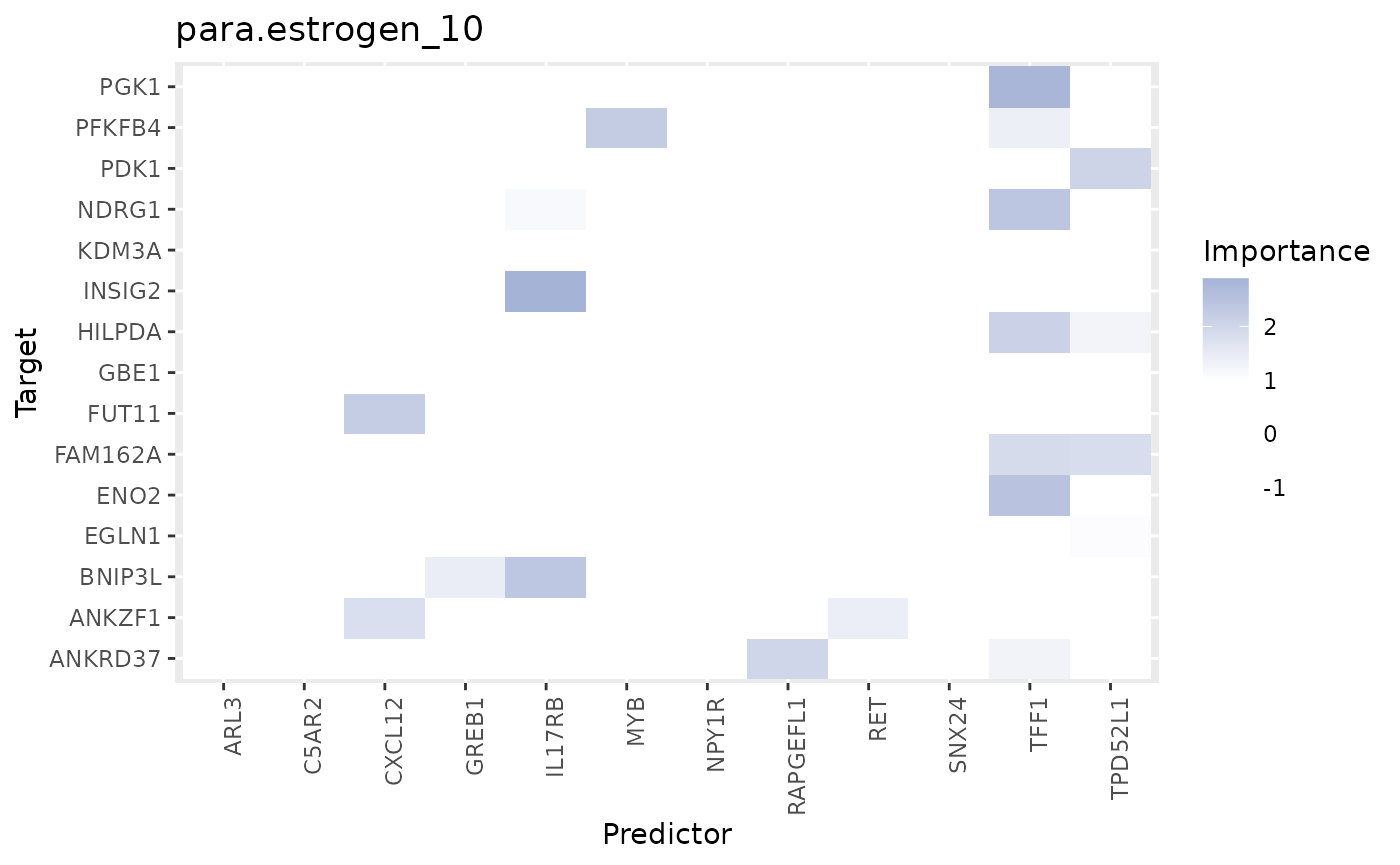 para.estrogen_10
Target
PGK1
PFKFB4
PDK1
NDRG1
KDM3A
INSIG2
HILPDA
GBE1
FUT11
FAM162A
ENO2
EGLN1
BNIP3L
ANKZF1
ANKRD37
ARL3
C5AR2
CXCL12
GREB1
IL17RB
MYB
NPY1R
RAPGEFL1
RET
SNX24
TFF1
TPD52L1
Predictor
Importance
2
1
0
-1